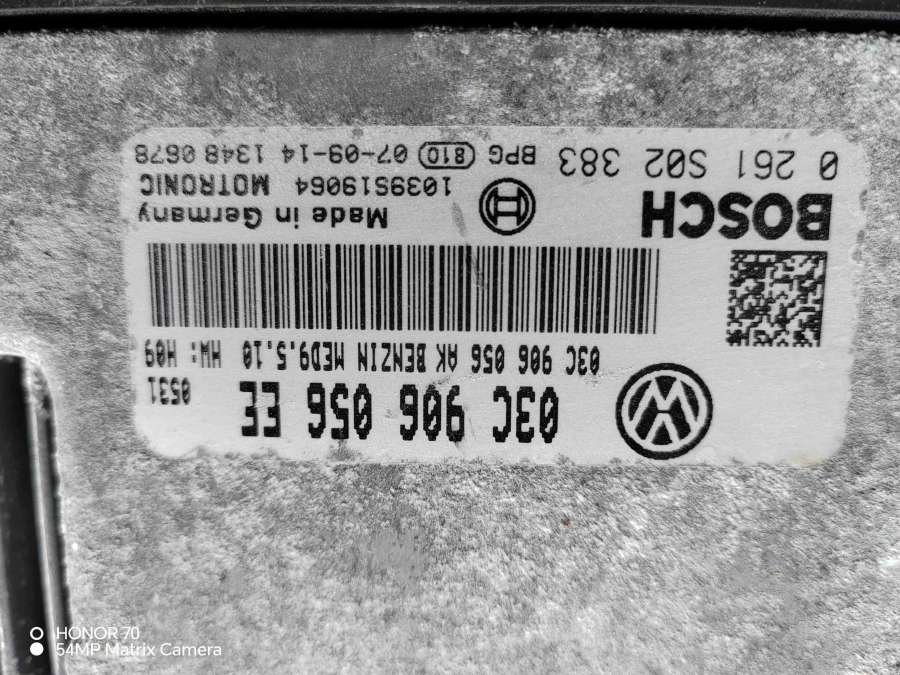 03C 906 056 EE 0531
03C 906 056 AK BENZIN MED9.5.10 HW: H09
BOSCH
Made in Germany
1039S19064 MOTRONIC
0 261 S02 383 BPG 810 07-09-14 1348 0678
HONOR 70
54MP Matrix Camera